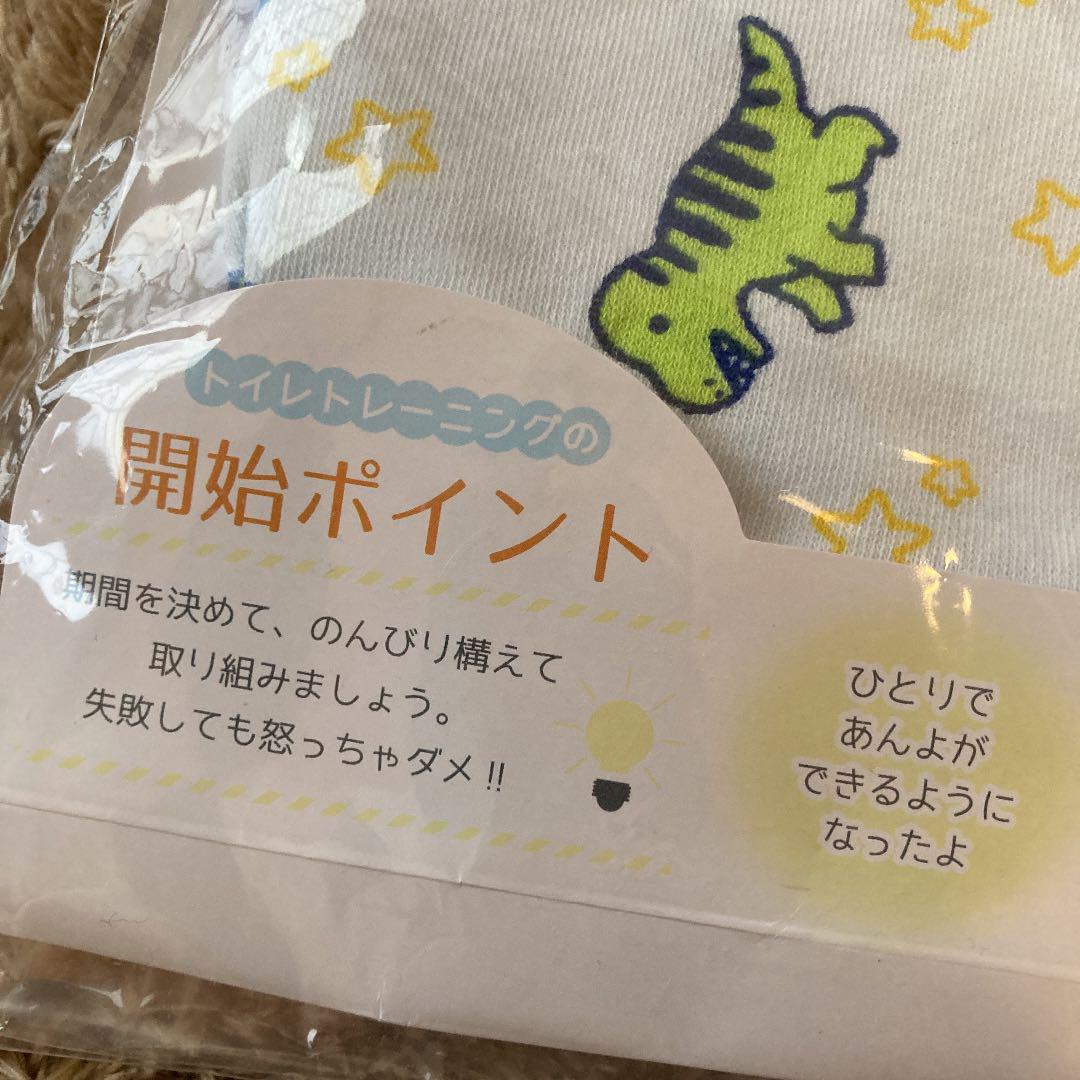 トイレトレーニングの
開始ポイント
期間を決めて、のんびり構えて
取り組みましょう。
失敗しても怒っちゃダメ!!
ひとりで
あんよが
できるように
なったよ